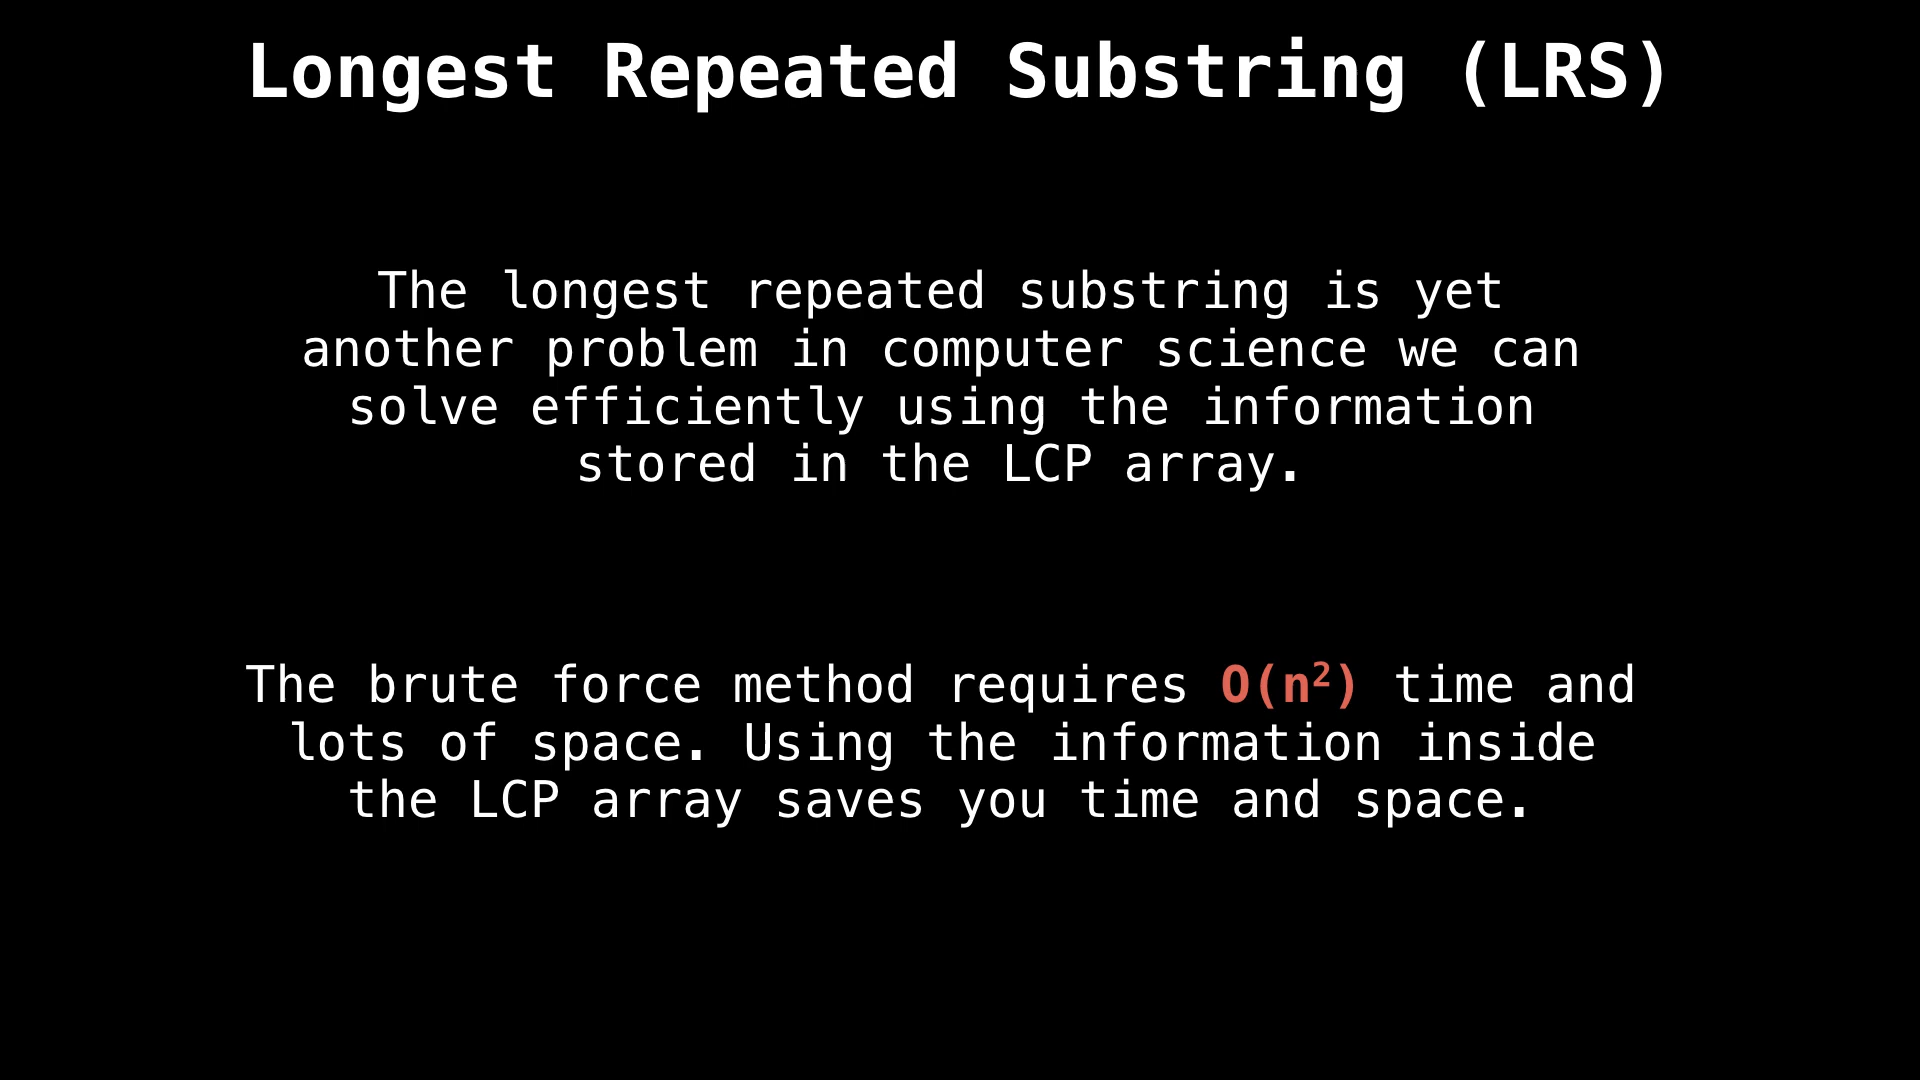 Longest Repeated Substring (LRS)
The longest repeated substring is yet
another problem in computer science we can
solve efficiently using the information
stored in the LCP array.
The brute force method requires O(n²) time and
lots of space. Using the information inside
the LCP array saves you time and space.